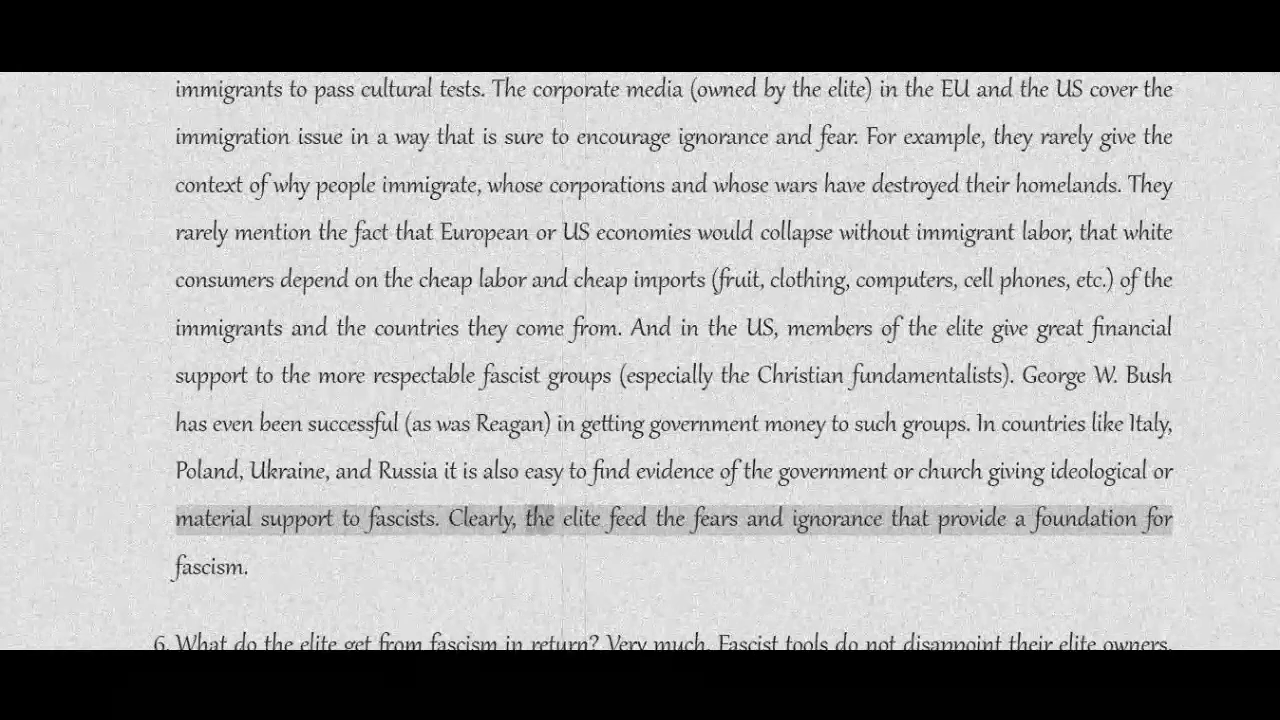 immigrants to pass cultural tests. The corporate media (owned by the elite) in the EU and the US cover the
immigration issue in a way that is sure to encourage ignorance and fear. For example, they rarely give the
context of why people immigrate, whose corporations and whose wars have destroyed their homelands. They
rarely mention the fact that European or US economies would collapse without immigrant labor, that white
consumers depend on the cheap labor and cheap imports (fruit, clothing, computers, cell phones, etc.) of the
immigrants and the countries they come from. And in the US, members of the elite give great financial
support to the more respectable fascist groups (especially the Christian fundamentalists). George W. Bush
has even been successful (as was Reagan) in getting government money to such groups. In countries like Italy,
Poland, Ukraine, and Russia it is also easy to find evidence of the government or church giving ideological or
material support to fascists. Clearly, the elite feed the fears and ignorance that provide a foundation for
fascism.
6. What do the elite get from fascism in return? Very much. Fascist tools do not disappoint their elite owners.